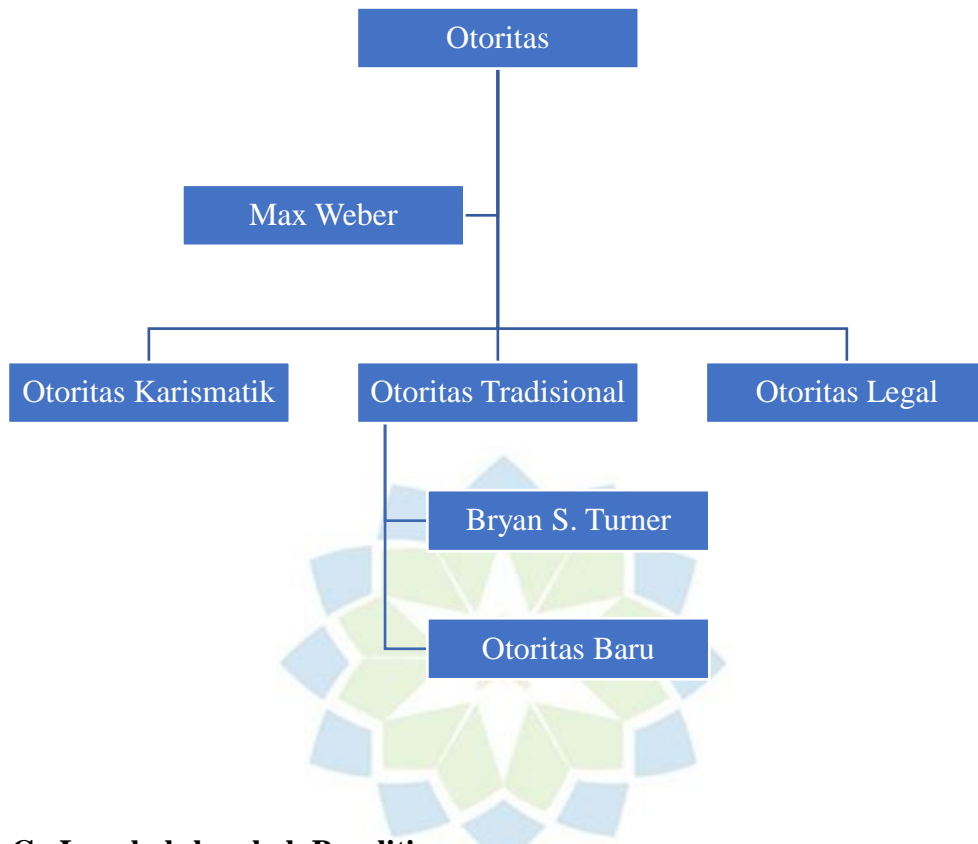 Otoritas
Max Weber
Otoritas Karismatik
Otoritas Tradisional
Otoritas Legal
Bryan S. Turner
Otoritas Baru